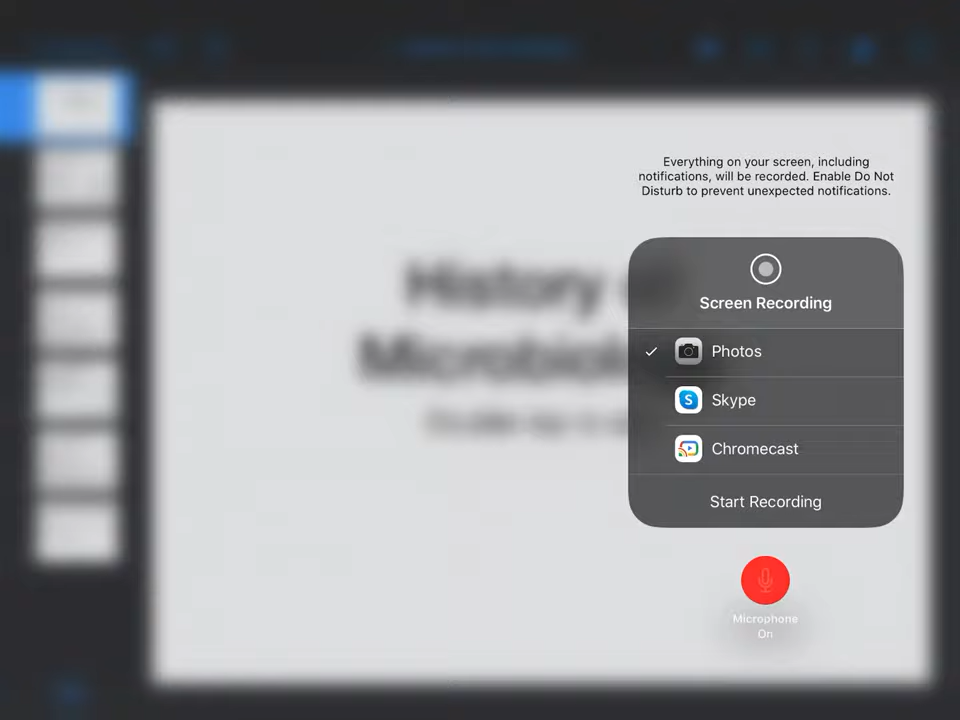 Everything on your screen, including
notifications, will be recorded. Enable Do Not
Disturb to prevent unexpected notifications.
Screen Recording
Photos
Skype
Chromecast
Start Recording
Microphone
On
History